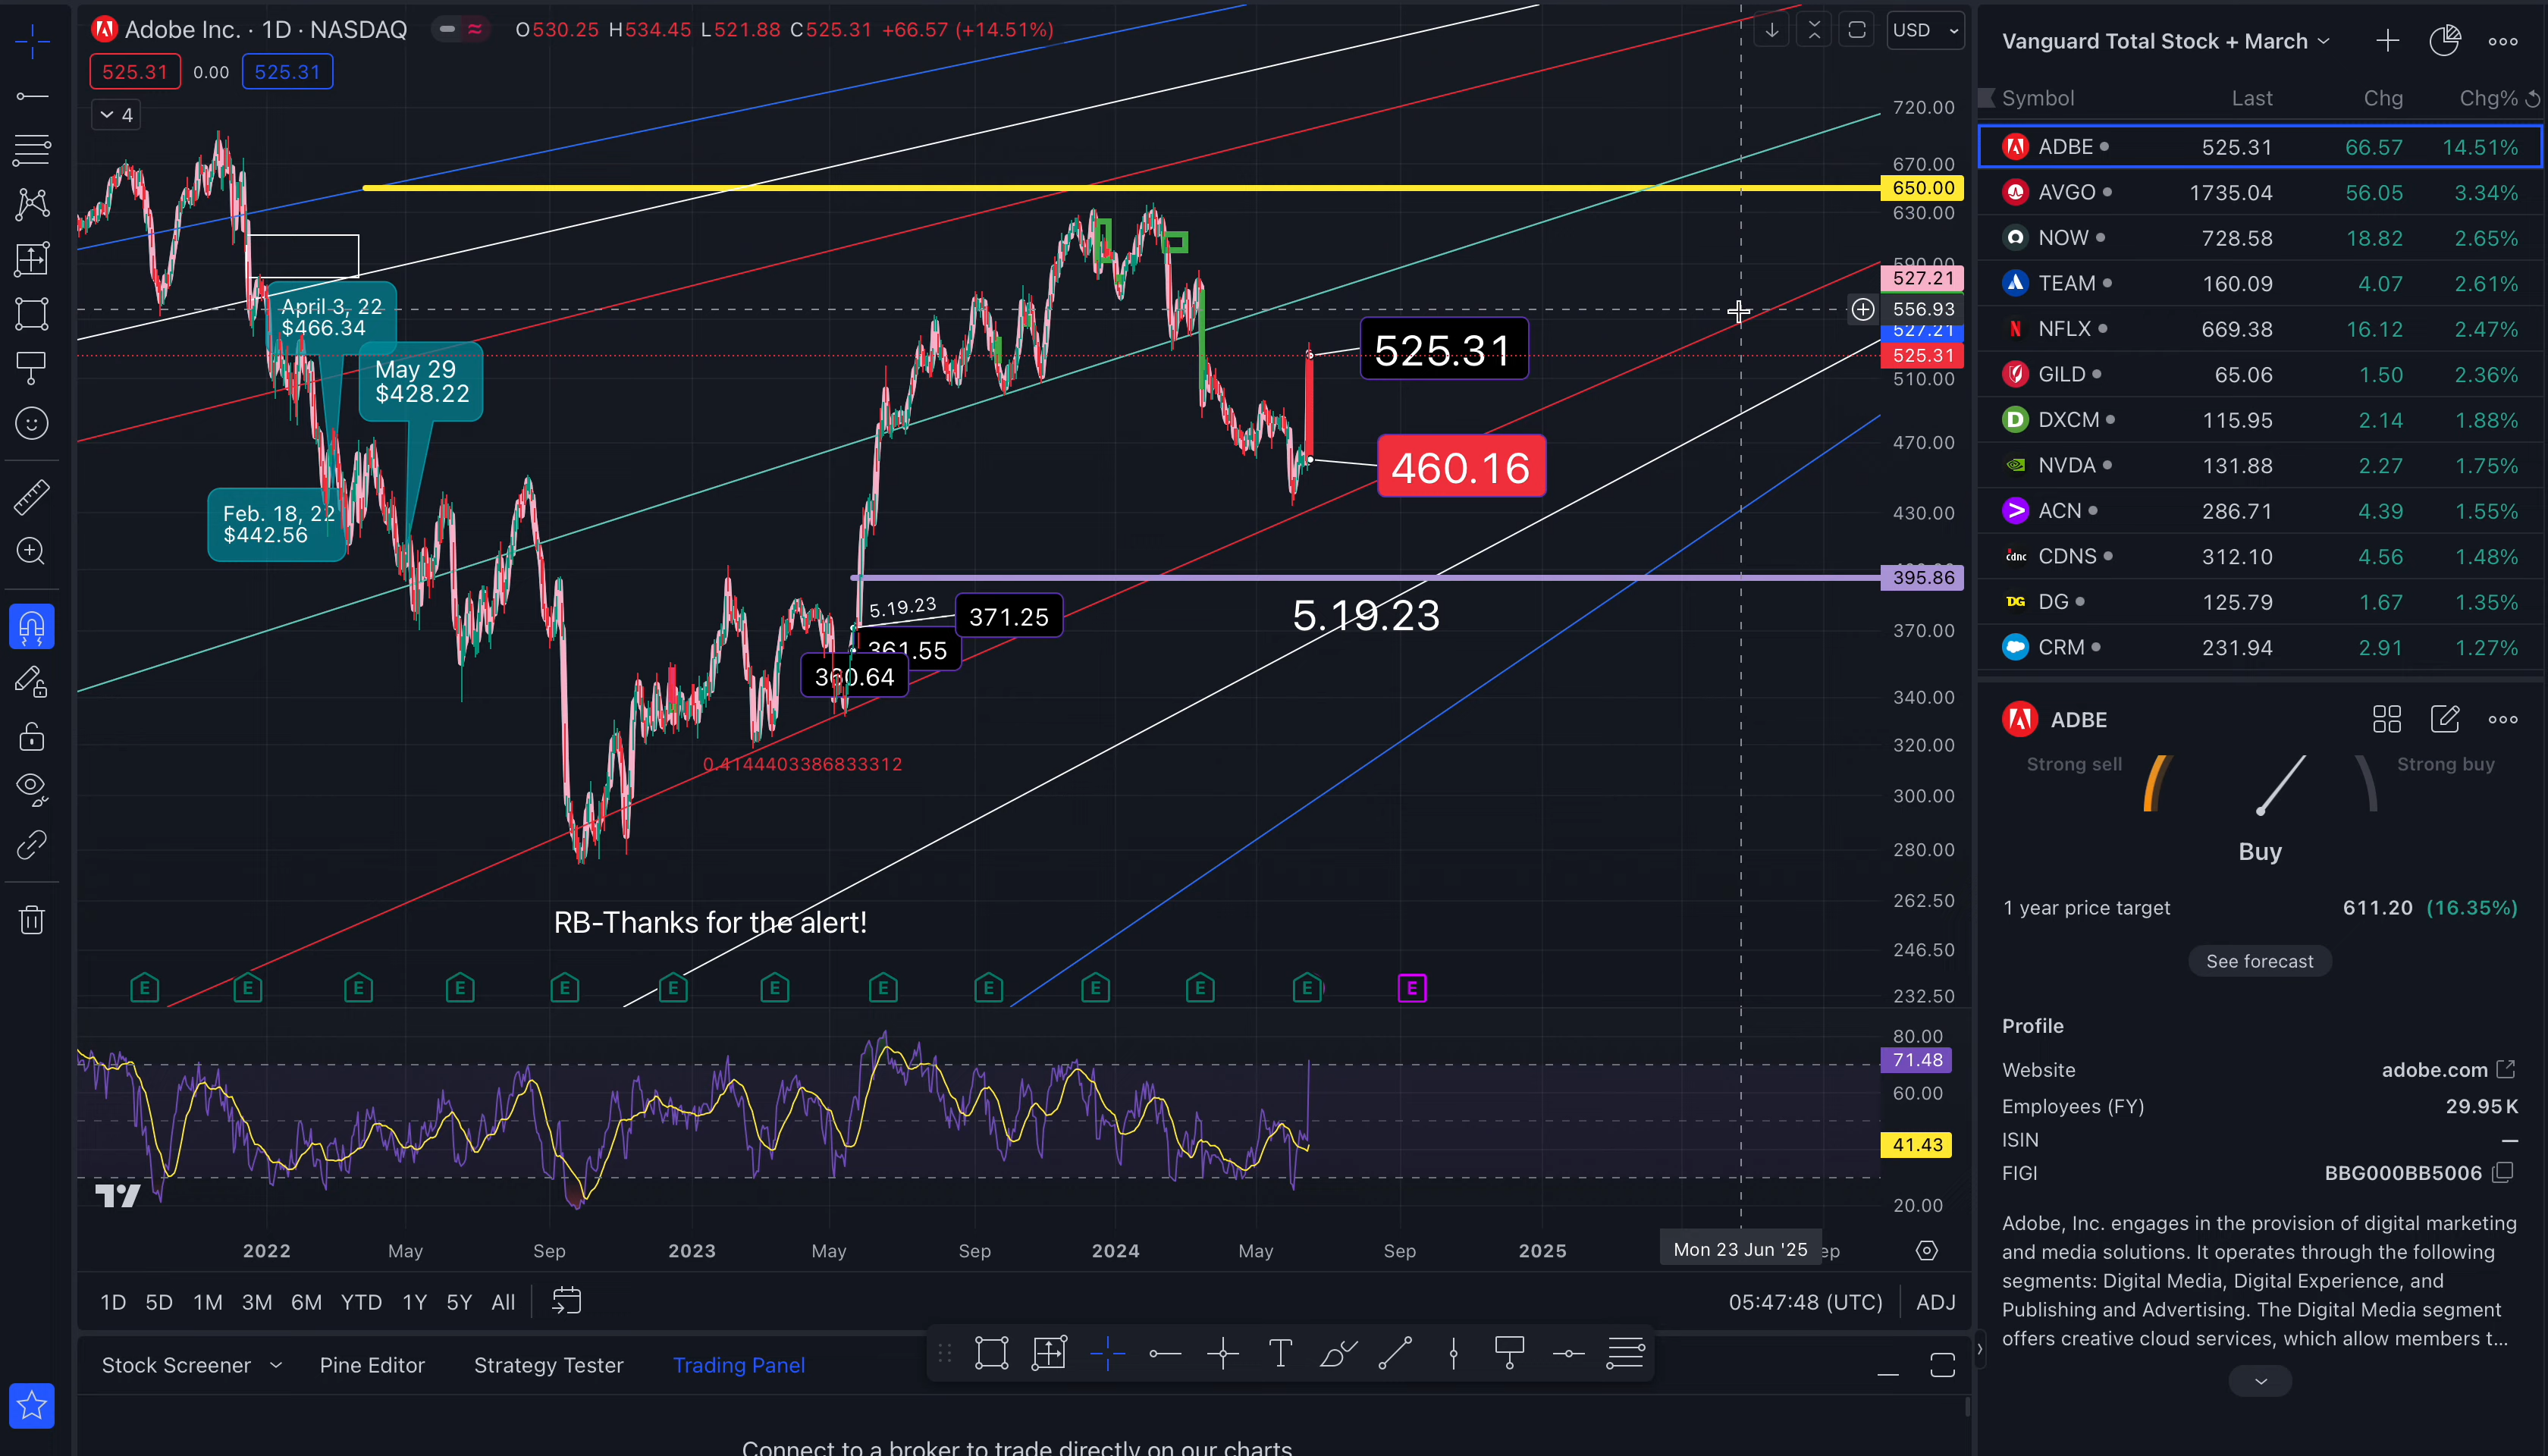 Adobe Inc. · 1D · NASDAQ
O530.25 H534.45 L521.88 C525.31 +66.57 (+14.51%)
525.31 0.00 525.31
4
USD
720.00
670.00
650.00
630.00
590.00
527.21
556.93
527.21
525.31
510.00
470.00
430.00
395.86
370.00
340.00
320.00
300.00
280.00
262.50
246.50
232.50
April 3, 22
$466.34
May 29
$428.22
Feb. 18, 22
$442.56
525.31
460.16
5.19.23
371.25
361.55
360.64
5.19.23
0.4144403386833312
RB-Thanks for the alert!
E E E E E E E E E E E E E
80.00
71.48
60.00
41.43
20.00
2022 May Sep 2023 May Sep 2024 May Sep 2025 Mon 23 Jun '25 ep
1D 5D 1M 3M 6M YTD 1Y 5Y All
05:47:48 (UTC) ADJ
Stock Screener Pine Editor Strategy Tester Trading Panel
T
Connect to a broker to trade directly on our charts
Vanguard Total Stock + March
Symbol Last Chg Chg%
ADBE 525.31 66.57 14.51%
AVGO 1735.04 56.05 3.34%
NOW 728.58 18.82 2.65%
TEAM 160.09 4.07 2.61%
N NFLX 669.38 16.12 2.47%
GILD 65.06 1.50 2.36%
D DXCM 115.95 2.14 1.88%
NVDA 131.88 2.27 1.75%
ACN 286.71 4.39 1.55%
cdnc CDNS 312.10 4.56 1.48%
DG DG 125.79 1.67 1.35%
CRM 231.94 2.91 1.27%
ADBE
Strong sell Strong buy
Buy
1 year price target 611.20 (16.35%)
See forecast
Profile
Website adobe.com
Employees (FY) 29.95K
ISIN —
FIGI BBG000BB5006
Adobe, Inc. engages in the provision of digital marketing
and media solutions. It operates through the following
segments: Digital Media, Digital Experience, and
Publishing and Advertising. The Digital Media segment
offers creative cloud services, which allow members t...